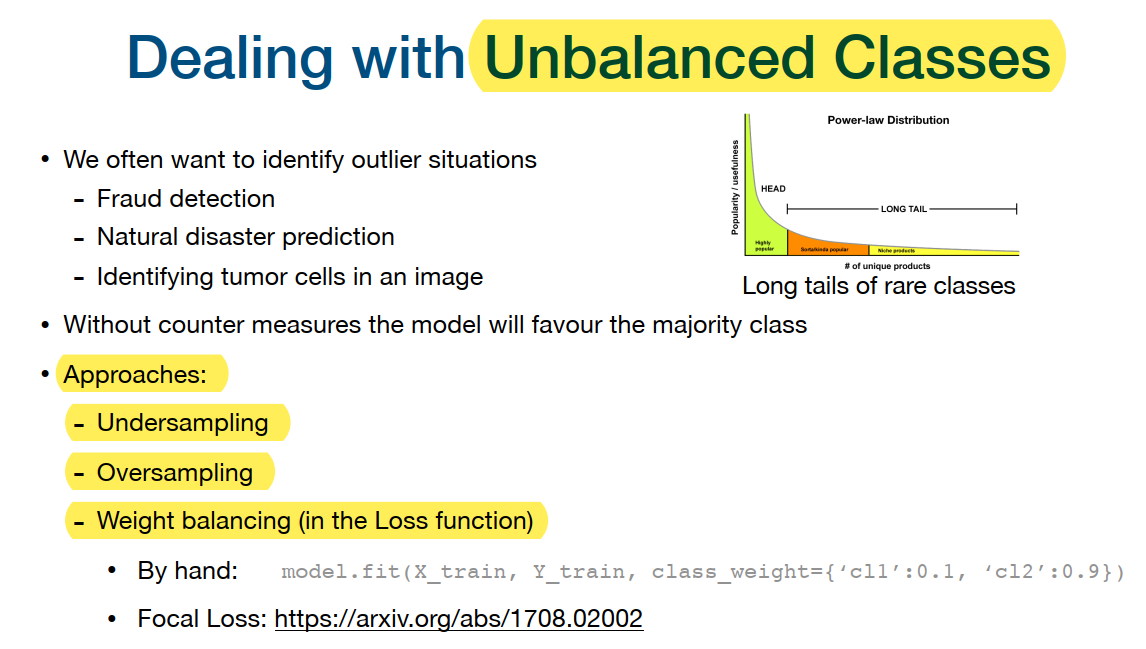 Dealing with Unbalanced Classes
• We often want to identify outlier situations
- Fraud detection
- Natural disaster prediction
- Identifying tumor cells in an image
Power-law Distribution
Popularity / usefulness
HEAD
LONG TAIL
Highly
popular
Sortakinda popular
Niche products
# of unique products
Long tails of rare classes
• Without counter measures the model will favour the majority class
• Approaches:
- Undersampling
- Oversampling
- Weight balancing (in the Loss function)
• By hand: model.fit(X_train, Y_train, class_weight={‘cl1’:0.1, ‘cl2’:0.9})
• Focal Loss: https://arxiv.org/abs/1708.02002